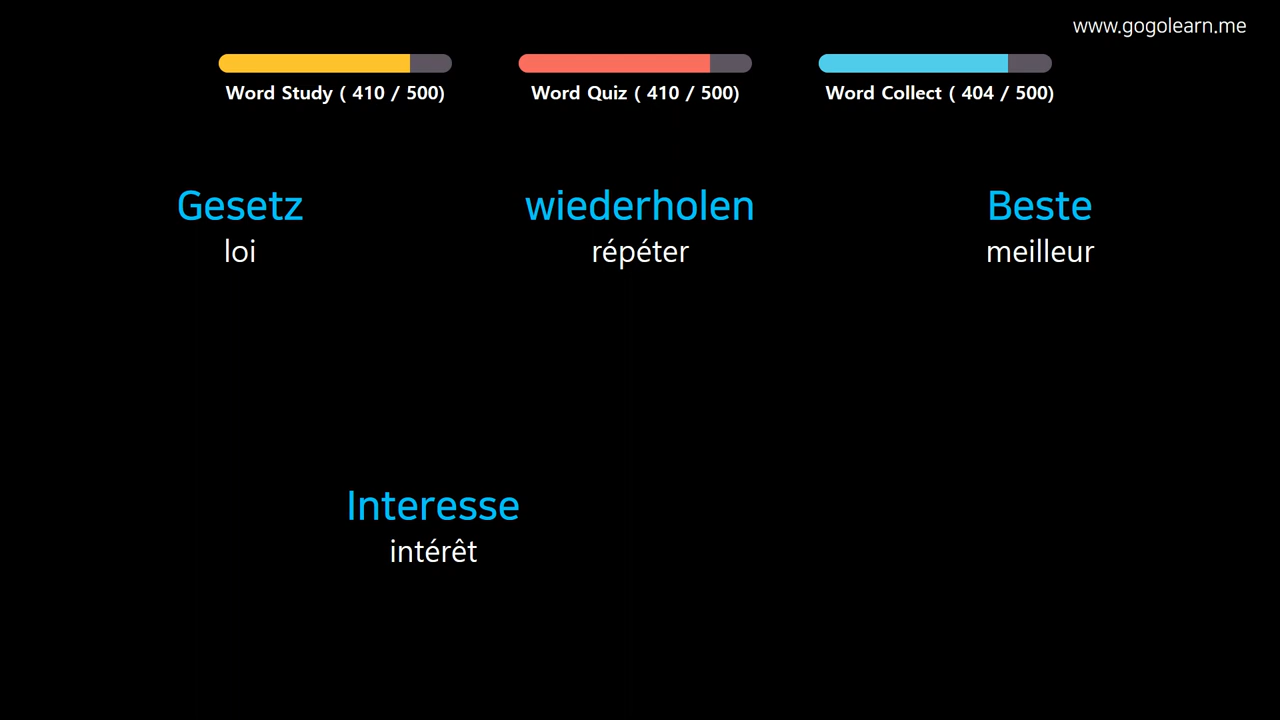 www.gogolearn.me
Word Study ( 410 / 500)
Word Quiz ( 410 / 500)
Word Collect ( 404 / 500)
Gesetz
loi
wiederholen
répéter
Beste
meilleur
Interesse
intérêt